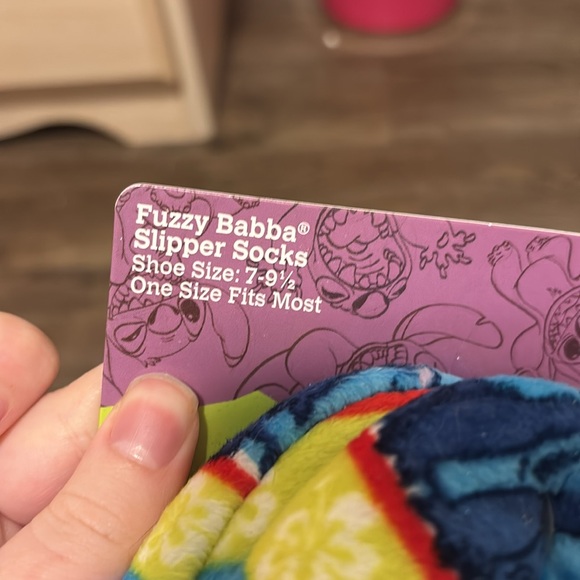 Fuzzy Babba®
Slipper Socks
Shoe Size: 7-9½
One Size Fits Most